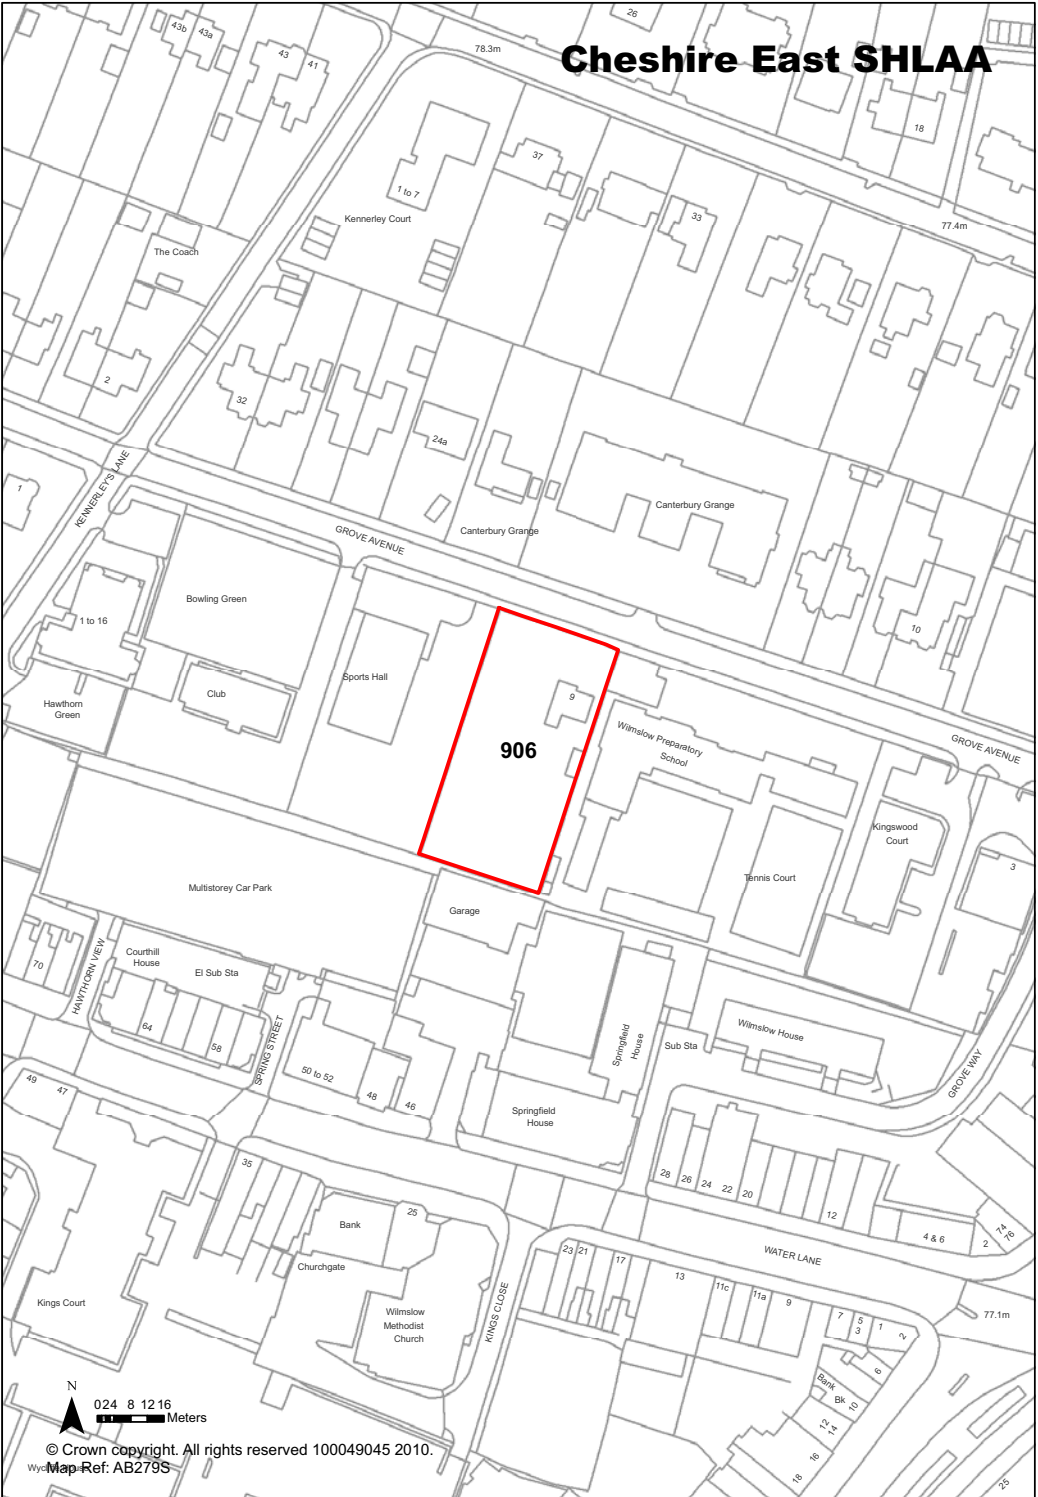 26
43b
43a
43
41
78.3m
Cheshire East SHLAA
18
37
1 to 7
Kennerley Court
33
77.4m
The Coach
2
32
24a
1
KENNERLEY'S LANE
GROVE AVENUE
Canterbury Grange
Canterbury Grange
Bowling Green
1 to 16
10
Sports Hall
Club
Hawthorn
Green
9
Wilmslow Preparatory
School
906
GROVE AVENUE
Kingswood
Court
3
Tennis Court
Multistorey Car Park
Garage
70
HAWTHORN VIEW
Courthill
House
El Sub Sta
64
58
SPRING STREET
50 to 52
48
46
Springfield
House
Sub Sta
Wilmslow House
GROVE WAY
49
47
Springfield
House
35
28
26
24
22
20
12
4 & 6
2
74
76
Bank
25
Churchgate
23
21
17
13
WATER LANE
11c
11a
9
7
5
3
1
2
77.1m
Kings Court
Wilmslow
Methodist
Church
KINGS CLOSE
6
Bank
Bk
10
12
14
16
18
25
N
0 2 4 8 12 16
Meters
© Crown copyright. All rights reserved 100049045 2010.
Map Ref: AB279S